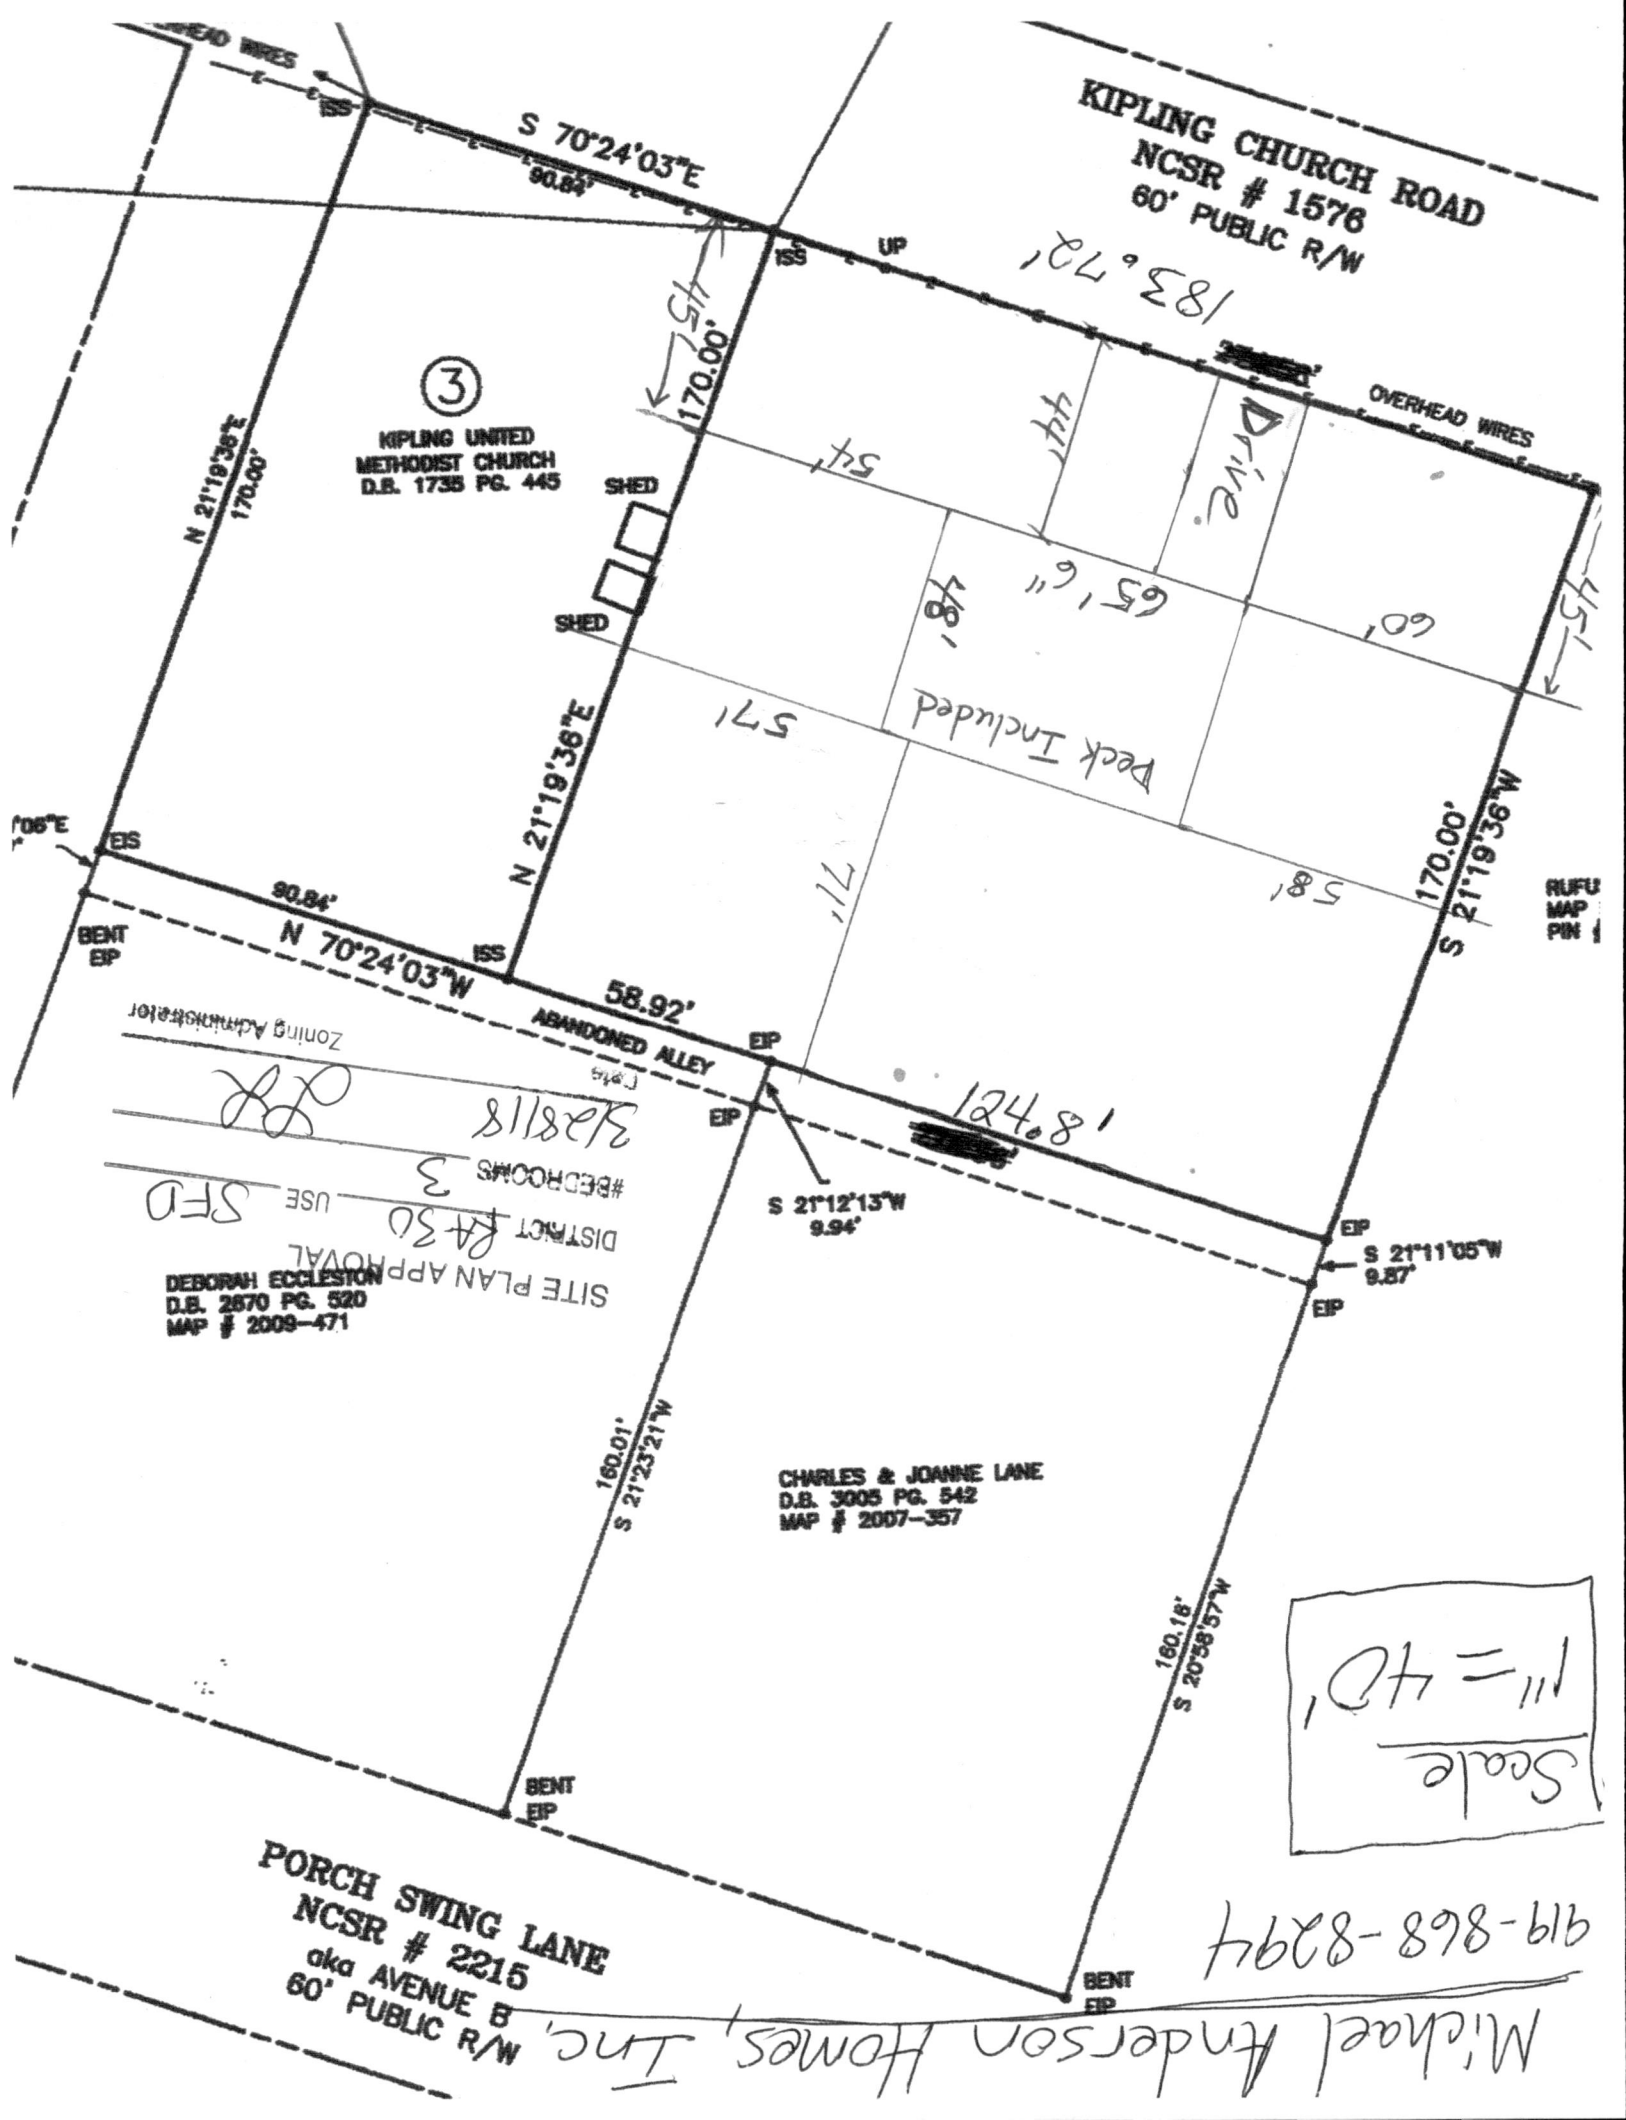 OVERHEAD WIRES
ISS
S 70°24'03"E
90.84'
KIPLING CHURCH ROAD
NCSR # 1576
60' PUBLIC R/W
183.72'
ISS
UP
OVERHEAD WIRES
45'
170.00'
3
KIPLING UNITED
METHODIST CHURCH
D.B. 1735 PG. 445
N 21°19'36"E
170.00'
SHED
SHED
54'
44'
Drive
65' 6"
60'
45'
48'
Deck Included
57'
58'
71'
N 21°19'36"E
170.00'
S 21°19'36"W
MAP
PIN
EIS
BENT
EIP
90.84'
N 70°24'03"W
ISS
58.92'
ABANDONED ALLEY
EIP
EIP
124.8'
S 21°12'13"W
9.94'
EIP
S 21°11'05"W
9.87'
EIP
SITE PLAN APPROVAL
DISTRICT RA30 USE SFD
#BEDROOMS 3
3/28/18
Date
Zoning Administrator
DEBORAH ECCLESTON
D.B. 2870 PG. 520
MAP # 2009-471
160.01'
S 21°23'21"W
CHARLES & JOANNE LANE
D.B. 3005 PG. 542
MAP # 2007-357
160.16'
S 20°58'57"W
BENT
EIP
BENT
EIP
PORCH SWING LANE
NCSR # 2215
aka AVENUE B
60' PUBLIC R/W
Scale
1" = 40'
Michael Anderson Homes, Inc.
919-868-8294